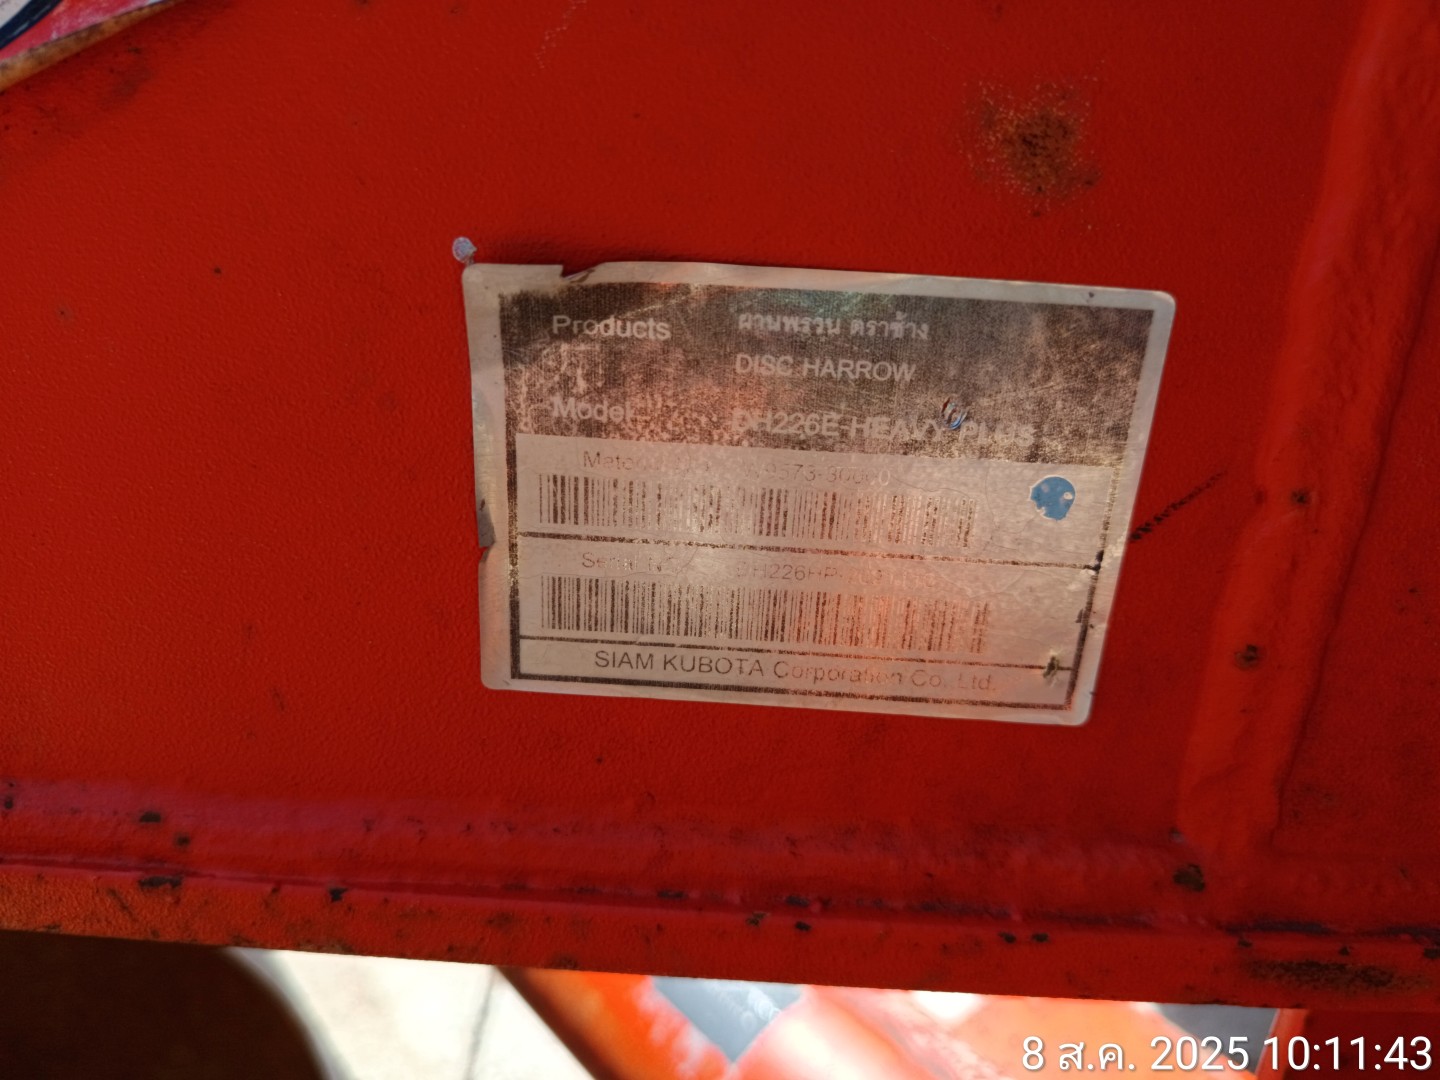 Products ผานพรวน ตราช้าง
DISC HARROW
Model DH226E-HEAVY PLUS
Serial
SIAM KUBOTA Corporation Co., Ltd.
8 ส.ค. 2025 10:11:43